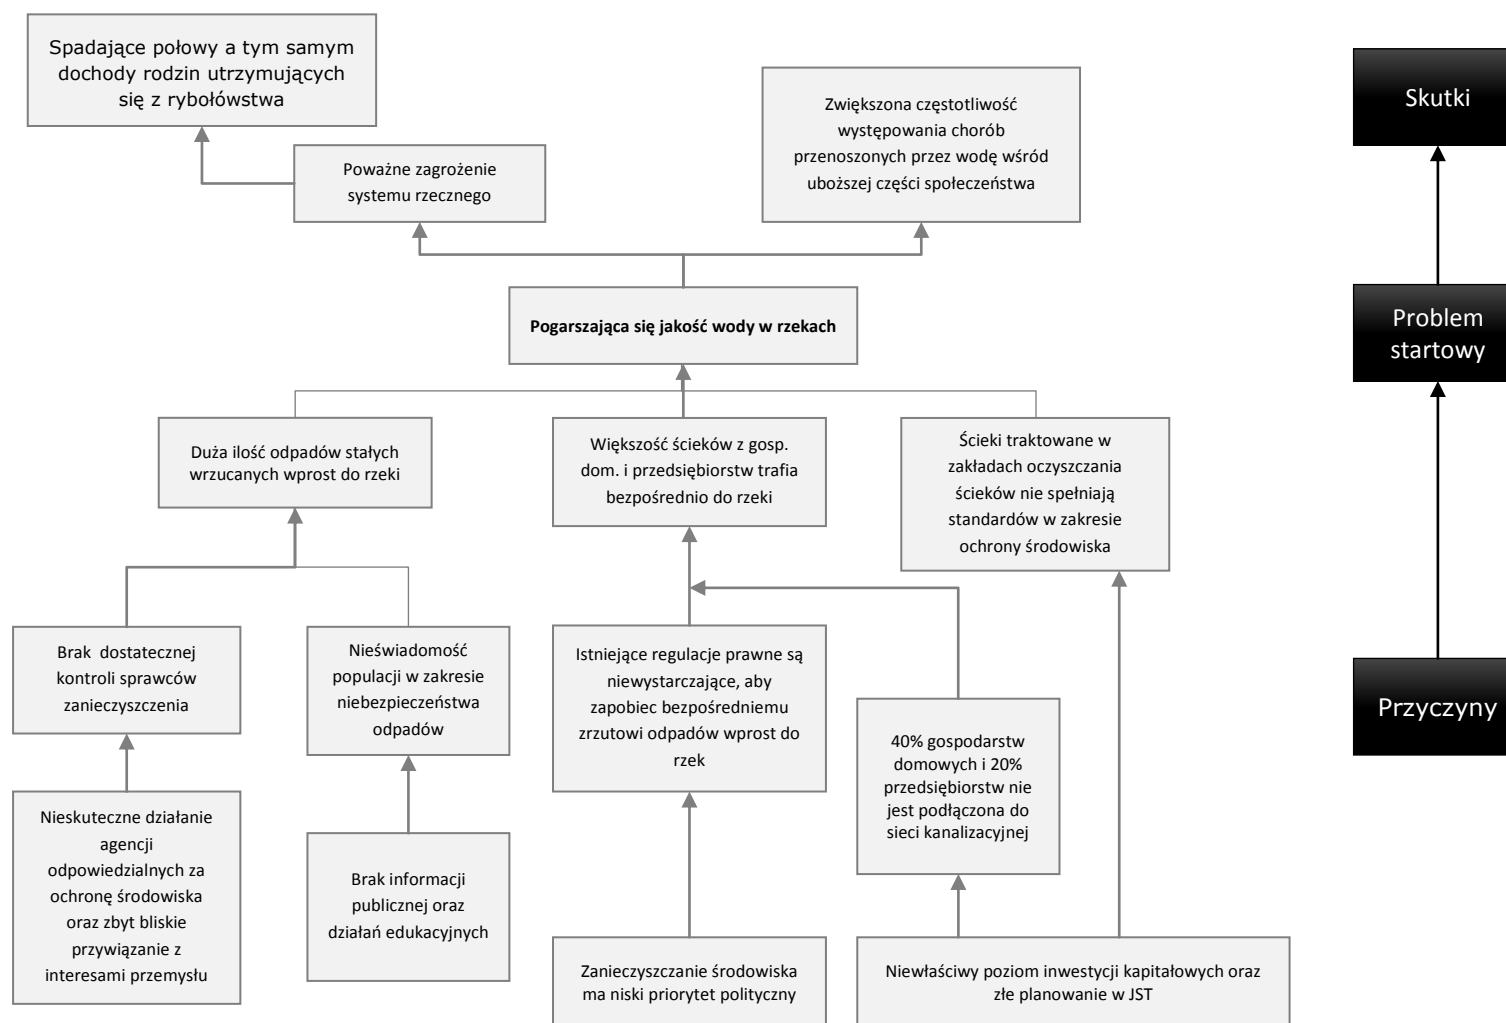 Spadające połowy a tym samym
dochody rodzin utrzymujących
się z rybołówstwa
Zwiększona częstotliwość
występowania chorób
przenoszonych przez wodę wśród
uboższej części społeczeństwa
Skutki
Poważne zagrożenie
systemu rzecznego
Pogarszająca się jakość wody w rzekach
Problem
startowy
Duża ilość odpadów stałych
wrzucanych wprost do rzeki
Większość ścieków z gosp.
dom. i przedsiębiorstw trafia
bezpośrednio do rzeki
Ścieki traktowane w
zakładach oczyszczania
ścieków nie spełniają
standardów w zakresie
ochrony środowiska
Brak dostatecznej
kontroli sprawców
zanieczyszczenia
Nieświadomość
populacji w zakresie
niebezpieczeństwa
odpadów
Istniejące regulacje prawne są
niewystarczające, aby
zapobiec bezpośredniemu
zrzutowi odpadów wprost do
rzek
40% gospodarstw
domowych i 20%
przedsiębiorstw nie
jest podłączona do
sieci kanalizacyjnej
Przyczyny
Nieskuteczne działanie
agencji
odpowiedzialnych za
ochronę środowiska
oraz zbyt bliskie
przywiązanie z
interesami przemysłu
Brak informacji
publicznej oraz
działań edukacyjnych
Zanieczyszczanie środowiska
ma niski priorytet polityczny
Niewłaściwy poziom inwestycji kapitałowych oraz
złe planowanie w JST